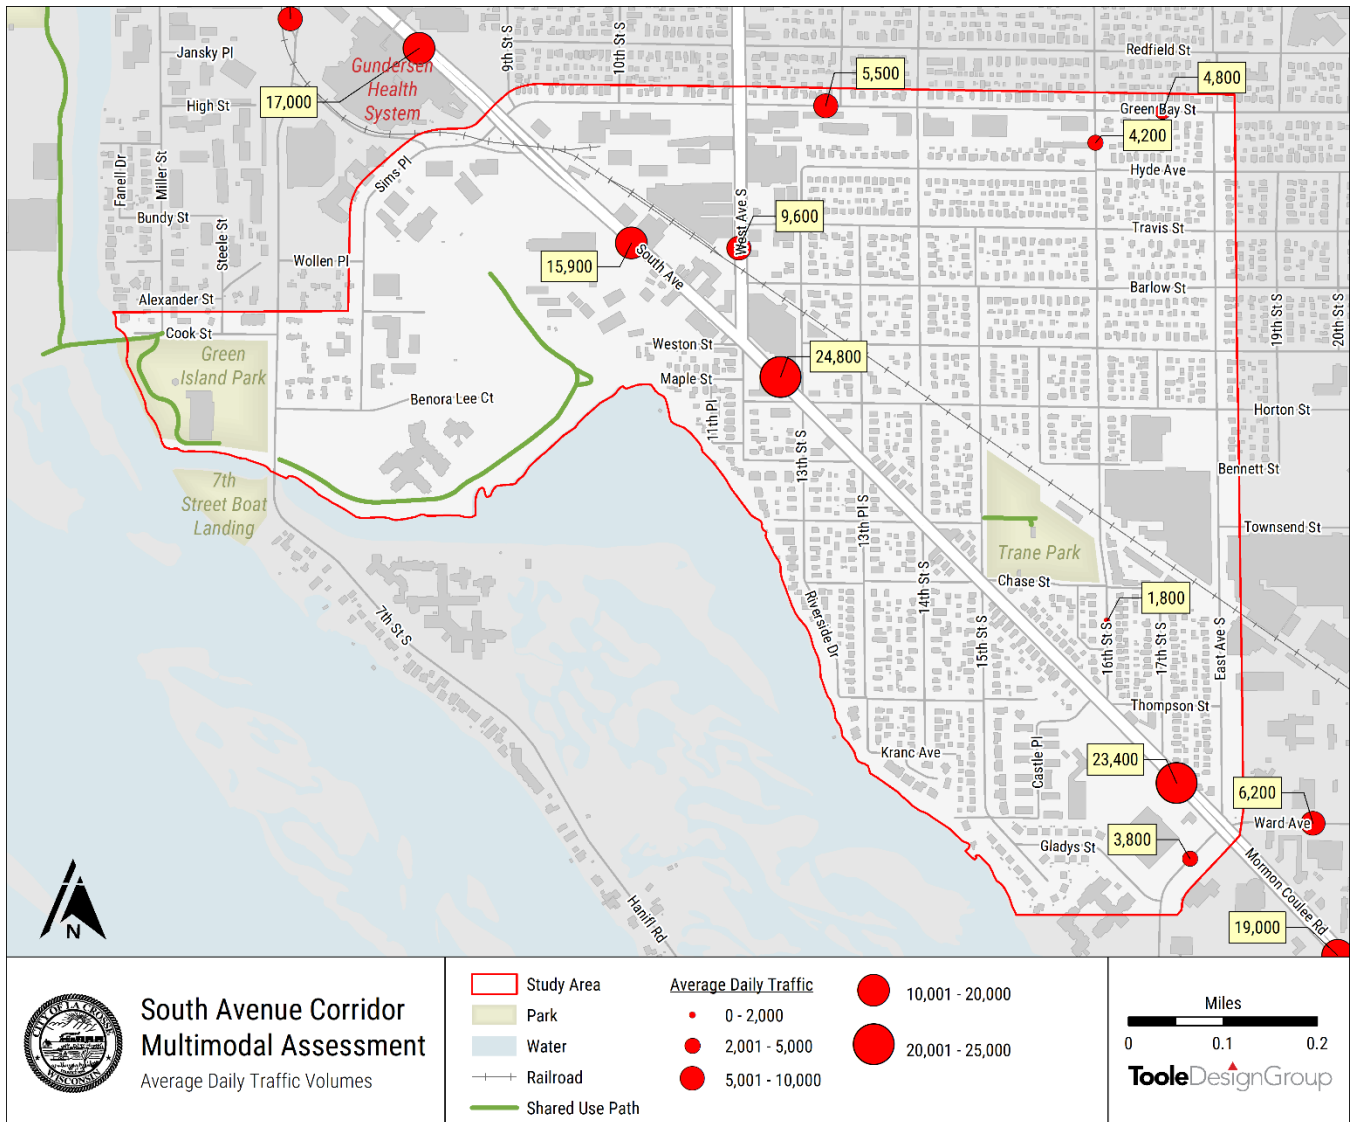 Jansky Pl
High St
17,000
Gundersen
Health
System
9th St S
10th St S
5,500
Redfield St
4,800
Green Bay St
4,200
Hyde Ave
Farrell Dr
Miller St
Bundy St
Steele St
Sims Pl
Wollen Pl
Alexander St
Cook St
Green
Island Park
15,900
South Ave
West Ave S
9,600
Travis St
Barlow St
19th St S
20th St S
Weston St
Maple St
24,800
11th Pl
Benora Lee Ct
7th
Street Boat
Landing
13th St S
Horton St
Bennett St
Townsend St
13th Pl S
Trane Park
Chase St
14th St S
1,800
Riverside Dr
15th St S
16th St S
17th St S
East Ave S
7th St S
Thompson St
Kranc Ave
Castle Pl
23,400
6,200
Ward Ave
3,800
Gladys St
Mormon Coulee Rd
19,000
Hanifl Rd
N
CITY OF LA CROSSE
WISCONSIN
South Avenue Corridor
Multimodal Assessment
Average Daily Traffic Volumes
Study Area
Park
Water
Railroad
Shared Use Path
Average Daily Traffic
0 - 2,000
2,001 - 5,000
5,001 - 10,000
10,001 - 20,000
20,001 - 25,000
Miles
0 0.1 0.2
TooleDesignGroup